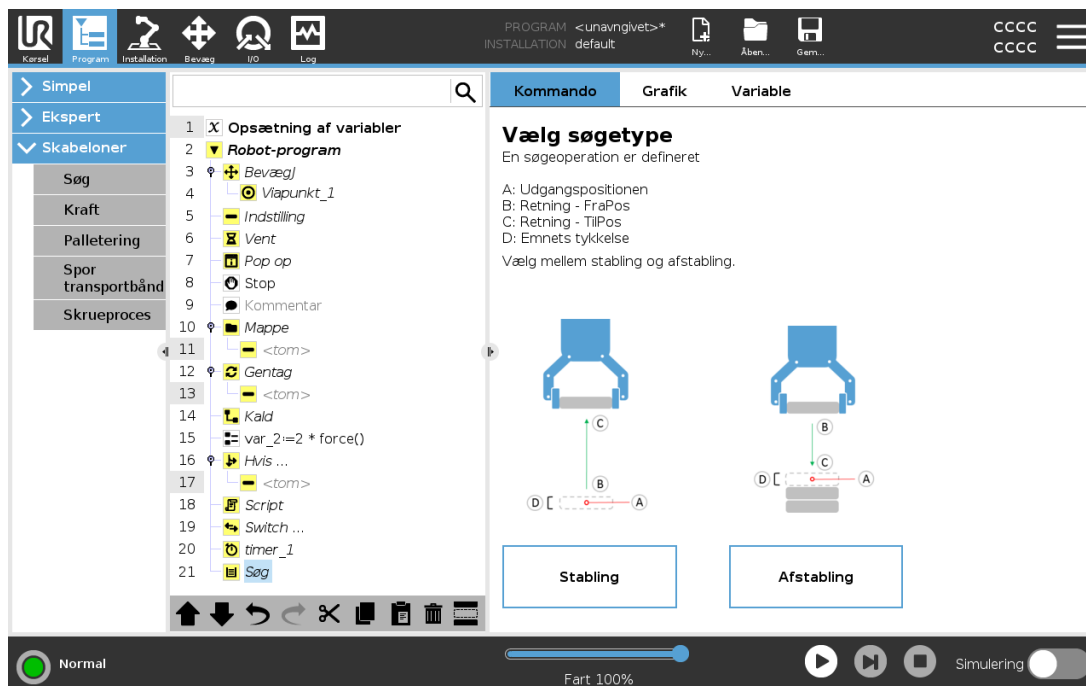 UR
Kørsel
Program
Installation
Bevæg
I/O
Log
PROGRAM <unavngivet>*
INSTALLATION default
Ny...
Åben...
Gem...
CCCC
CCCC
Simpel
Ekspert
Skabeloner
Søg
Kraft
Palletering
Spor
transportbånd
Skrueproces
1 X Opsætning af variabler
2 Robot-program
3 BevægJ
4 Viapunkt_1
5 Indstilling
6 Vent
7 Pop op
8 Stop
9 Kommentar
10 Mappe
11 <tom>
12 Gentag
13 <tom>
14 Kald
15 var_2:=2 * force()
16 Hvis ...
17 <tom>
18 Script
19 Switch ...
20 timer_1
21 Søg
Kommando Grafik Variable
Vælg søgetype
En søgeoperation er defineret
A: Udgangspositionen
B: Retning - FraPos
C: Retning - TilPos
D: Emnets tykkelse
Vælg mellem stabling og afstabling.
C
B
D
A
B
C
D
A
Stabling
Afstabling
Normal
Fart 100%
Simulering